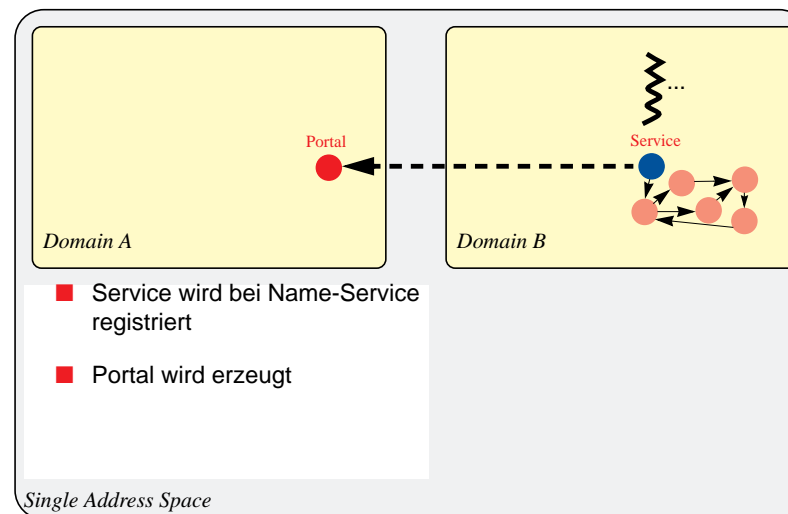 ...
Portal
Service
Domain A
Domain B
Service wird bei Name-Service
registriert
Portal wird erzeugt
Single Address Space